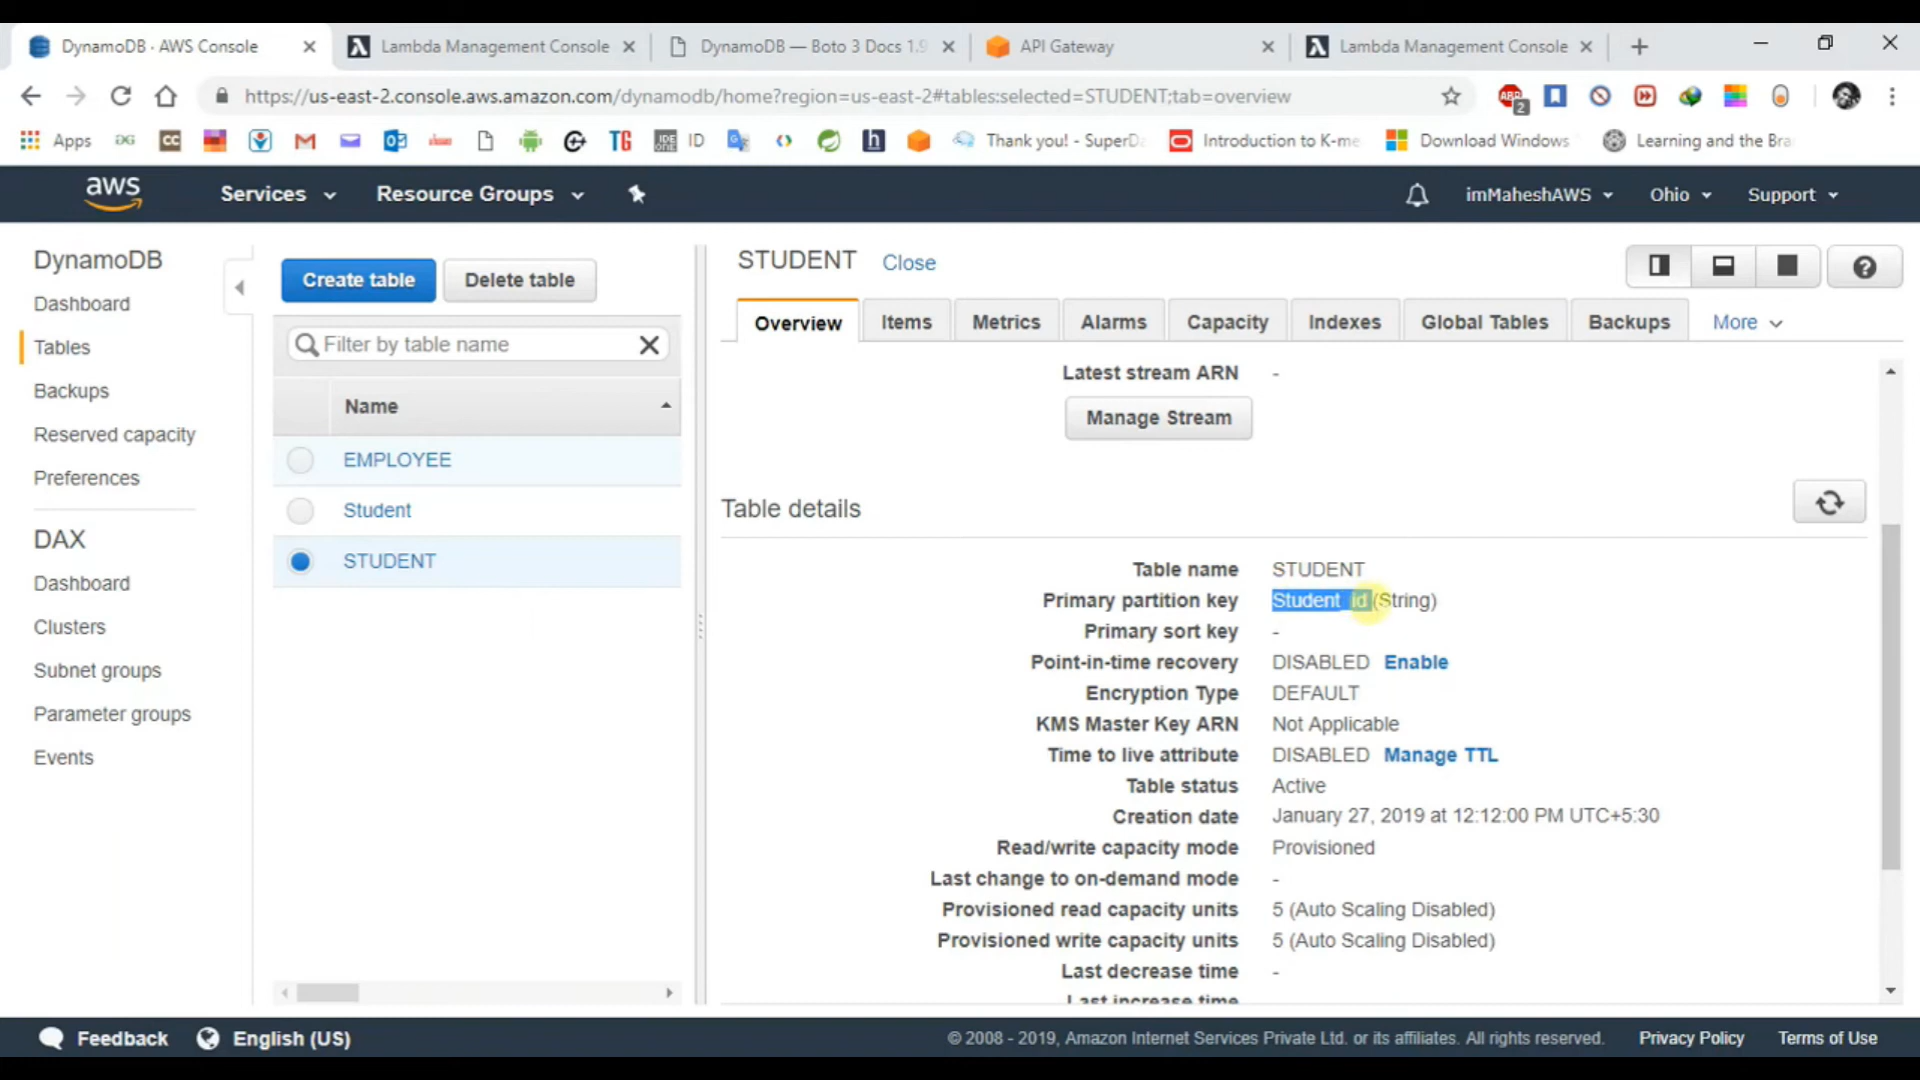 DynamoDB · AWS Console
Lambda Management Console
DynamoDB — Boto 3 Docs 1.9
API Gateway
Lambda Management Console
https://us-east-2.console.aws.amazon.com/dynamodb/home?region=us-east-2#tables:selected=STUDENT;tab=overview
ABP
2
Apps
CC
TG
ID
h
Thank you! - SuperDa
Introduction to K-me
Download Windows
Learning and the Bra
aws
Services
Resource Groups
imMaheshAWS
Ohio
Support
DynamoDB
Dashboard
Tables
Backups
Reserved capacity
Preferences
DAX
Dashboard
Clusters
Subnet groups
Parameter groups
Events
Create table
Delete table
Filter by table name
Name
EMPLOYEE
Student
STUDENT
STUDENT Close
Overview
Items
Metrics
Alarms
Capacity
Indexes
Global Tables
Backups
More
Latest stream ARN -
Manage Stream
Table details
Table name STUDENT
Primary partition key Student_id (String)
Primary sort key -
Point-in-time recovery DISABLED Enable
Encryption Type DEFAULT
KMS Master Key ARN Not Applicable
Time to live attribute DISABLED Manage TTL
Table status Active
Creation date January 27, 2019 at 12:12:00 PM UTC+5:30
Read/write capacity mode Provisioned
Last change to on-demand mode -
Provisioned read capacity units 5 (Auto Scaling Disabled)
Provisioned write capacity units 5 (Auto Scaling Disabled)
Last decrease time -
Last increase time
Feedback
English (US)
© 2008 - 2019, Amazon Internet Services Private Ltd. or its affiliates. All rights reserved.
Privacy Policy
Terms of Use